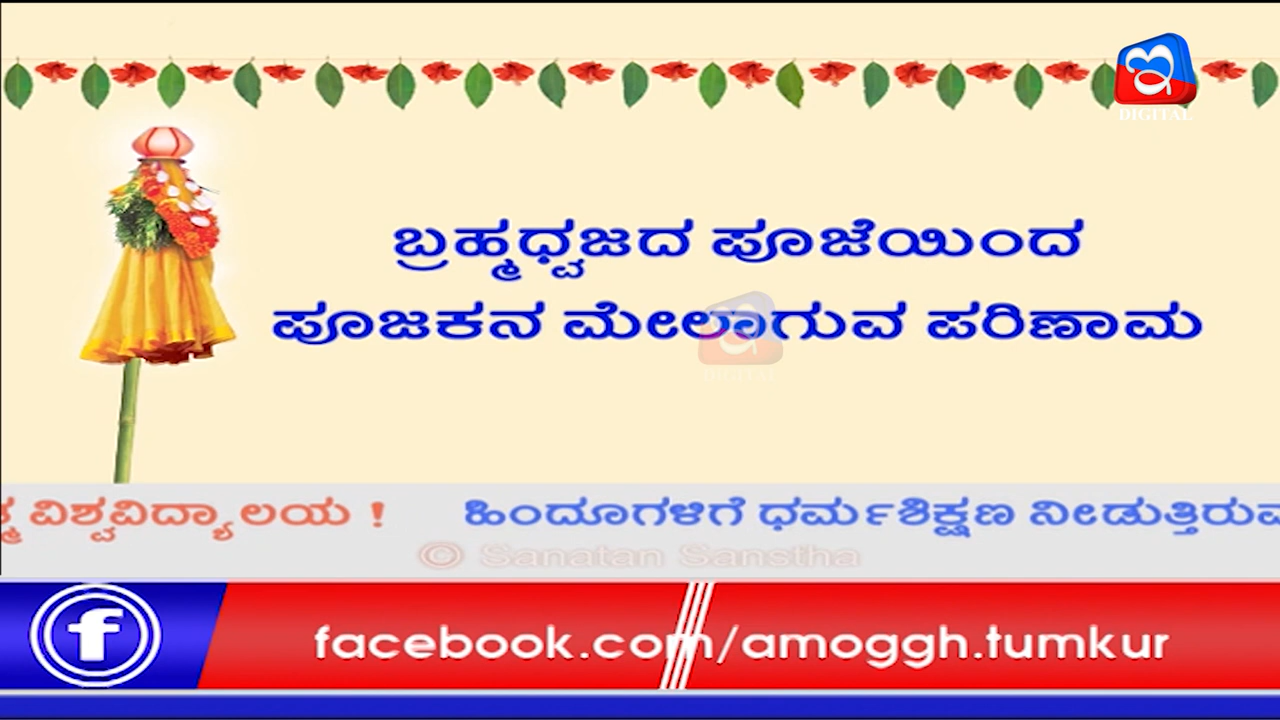 DIGITAL
ಬ್ರಹ್ಮಧ್ವಜದ ಪೂಜೆಯಿಂದ
ಪೂಜಕನ ಮೇಲಾಗುವ ಪರಿಣಾಮ
ವಿಶ್ವವಿದ್ಯಾಲಯ ! ಹಿಂದೂಗಳಿಗೆ ಧರ್ಮಶಿಕ್ಷಣ ನೀಡುತ್ತಿರುವ
© Sanatan Sanstha
facebook.com/amoggh.tumkur